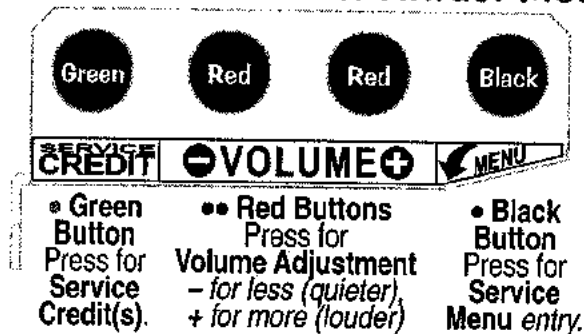 Green Red Red Black
SERVICE
CREDIT
−VOLUME+
MENU
• Green
Button
Press for
Service
Credit(s).
•• Red Buttons
Press for
Volume Adjustment
– for less (quieter),
+ for more (louder)
• Black
Button
Press for
Service
Menu entry.